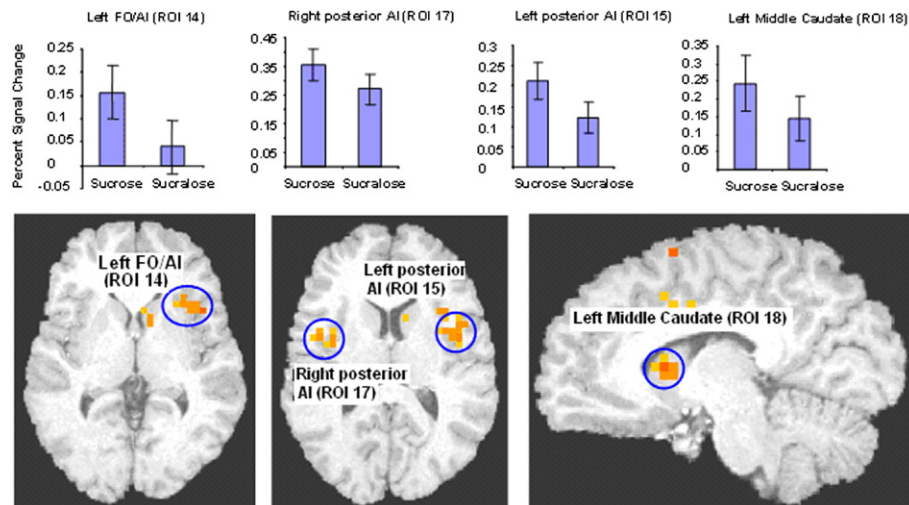 Left FO/AI (ROI 14)
Right posterior AI (ROI 17)
Left posterior AI (ROI 15)
Left Middle Caudate (ROI 18)
Percent Signal Change
0.25
0.2
0.15
0.1
0.05
0
-0.05
Sucrose Sucralose
0.45
0.35
0.25
0.15
0.05
Sucrose Sucralose
0.3
0.25
0.2
0.15
0.1
0.05
0
Sucrose Sucralose
0.35
0.3
0.25
0.2
0.15
0.1
0.05
0
Sucrose Sucralose
Left FO/AI
(ROI 14)
Left posterior
AI (ROI 15)
Right posterior
AI (ROI 17)
Left Middle Caudate (ROI 18)